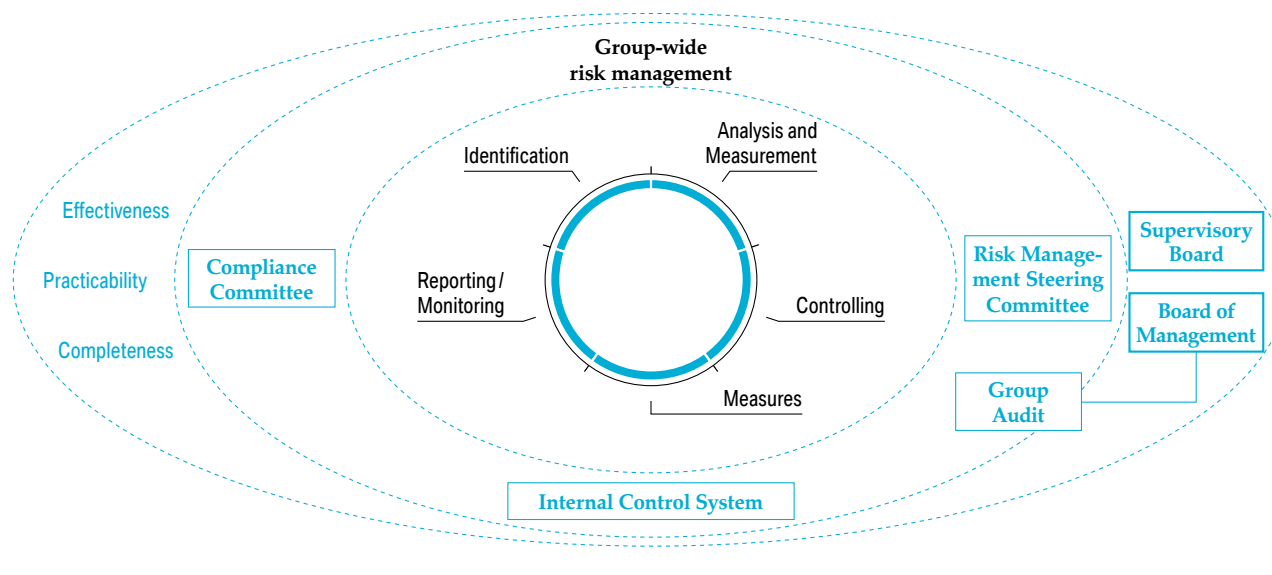 Group-wide
risk management
Identification
Analysis and
Measurement
Effectiveness
Practicability
Completeness
Compliance
Committee
Reporting/
Monitoring
Controlling
Measures
Risk Manage-
ment Steering
Committee
Supervisory
Board
Board of
Management
Group
Audit
Internal Control System